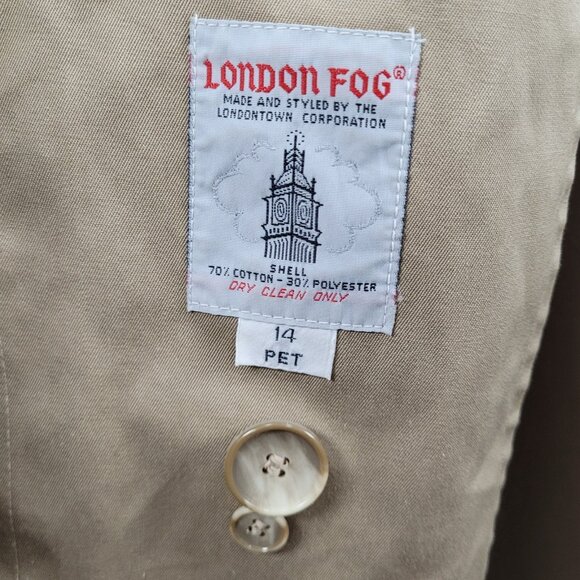 LONDON FOG®
MADE AND STYLED BY THE
LONDONTOWN CORPORATION
SHELL
70% COTTON - 30% POLYESTER
DRY CLEAN ONLY
14
PET